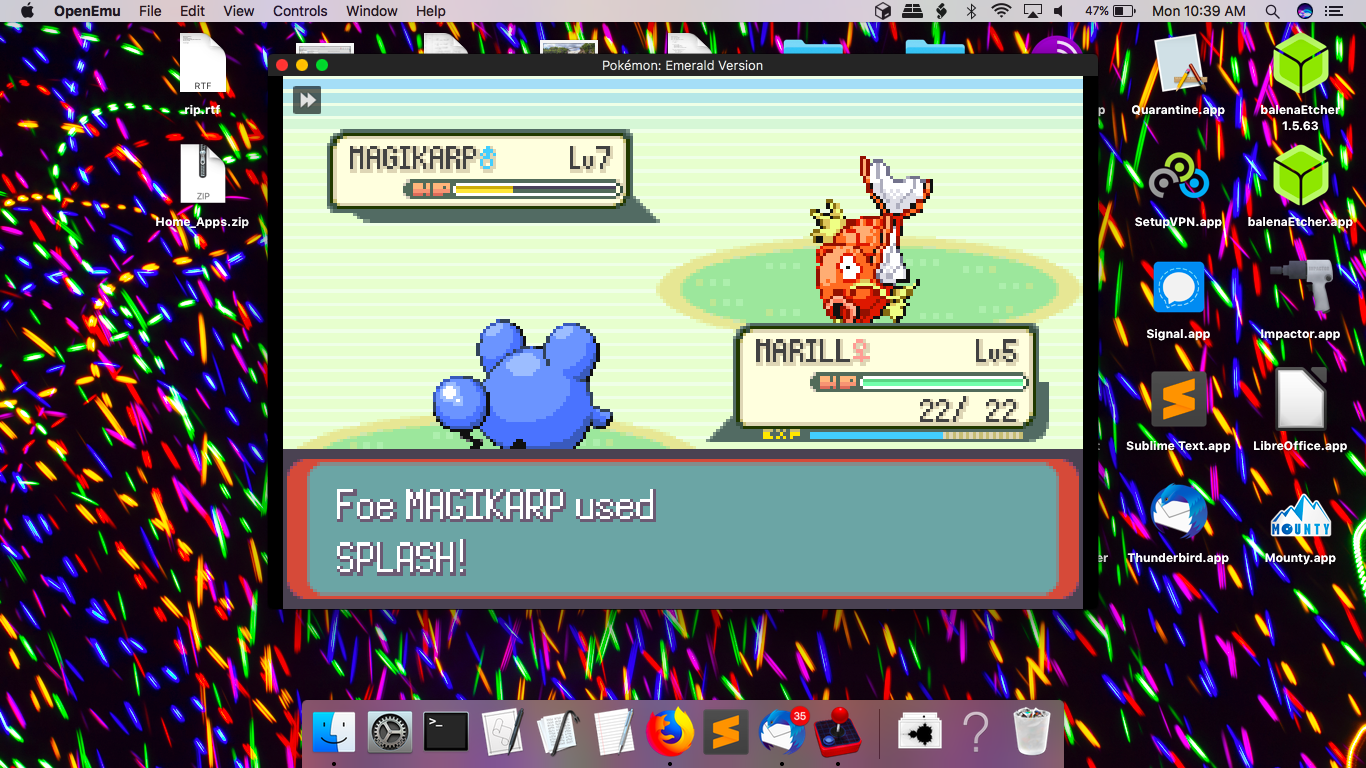 OpenEmu File Edit View Controls Window Help 47% Mon 10:39 AM
Pokémon: Emerald Version
RTF
rip.rtf
ZIP
Home_Apps.zip
MAGIKARP♂ Lv7
MARILL♀ Lv5
22/ 22
EXP
Foe MAGIKARP used
SPLASH!
Quarantine.app
balenaEtcher
1.5.63
SetupVPN.app
balenaEtcher.app
Signal.app
Impactor.app
Sublime Text.app
LibreOffice.app
Thunderbird.app
MOUNTY
Mounty.app
>_
35
?